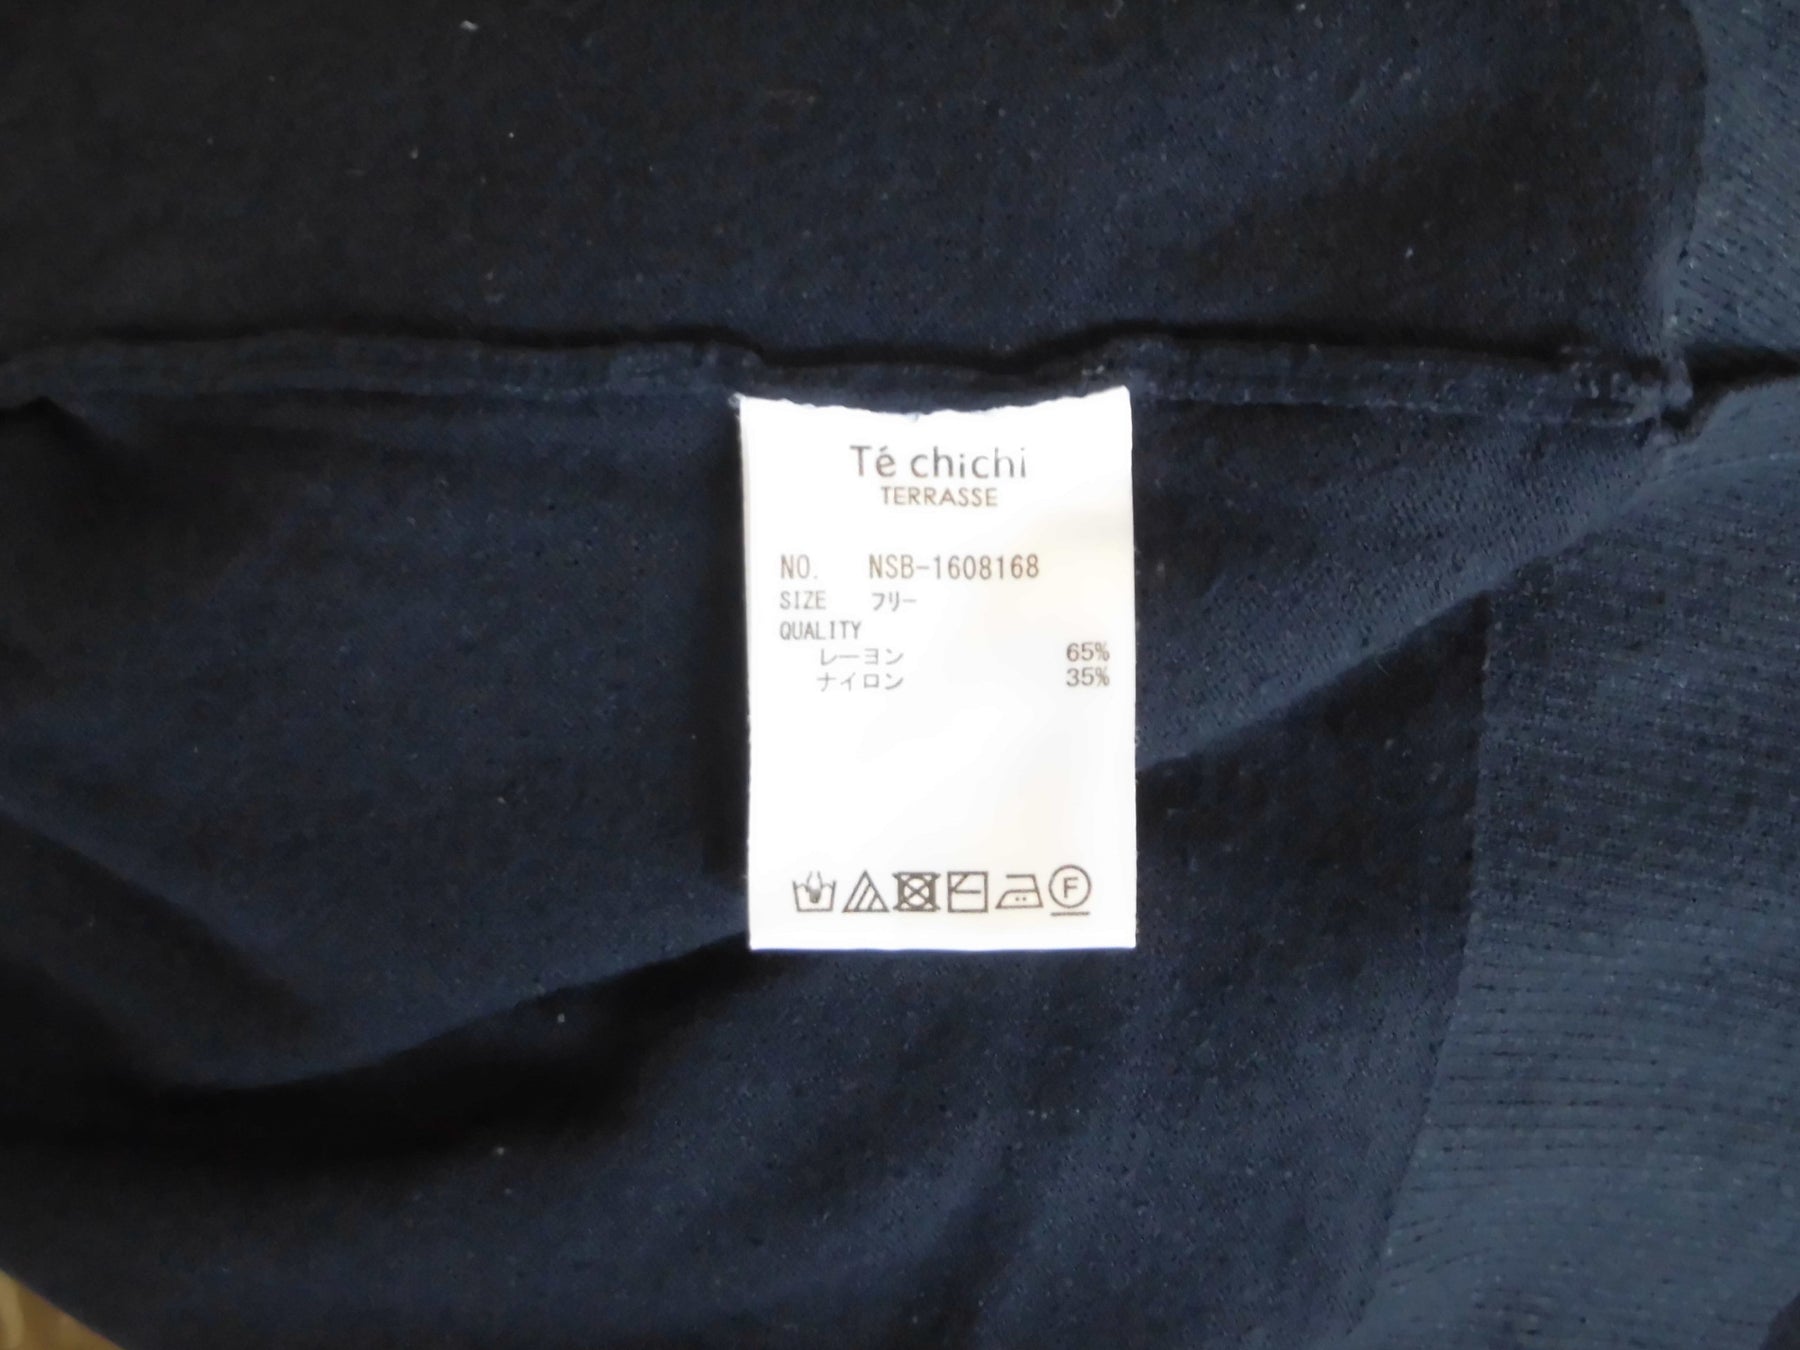 Té chichi
TERRASSE
NO. NSB-1608168
SIZE フリー
QUALITY
レーヨン 65%
ナイロン 35%
F